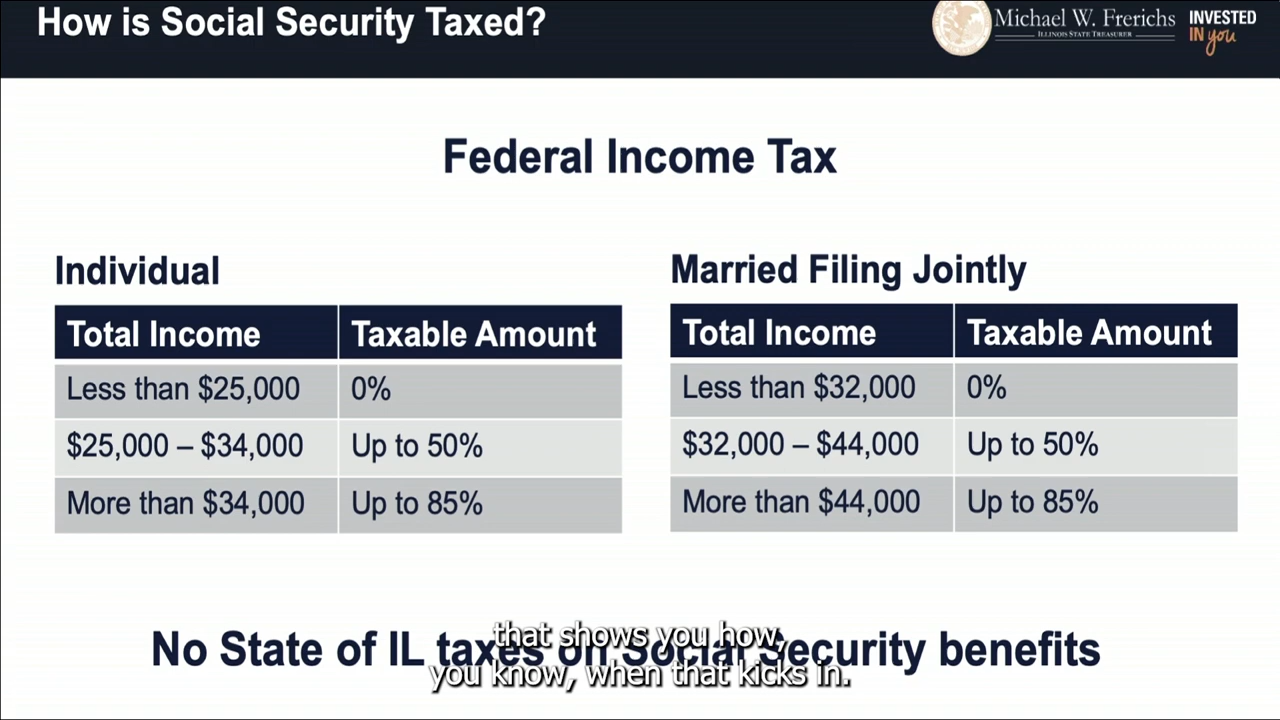 How is Social Security Taxed?
Michael W. Frerichs
ILLINOIS STATE TREASURER
INVESTED
IN you
Federal Income Tax
Individual
Total Income Taxable Amount
Less than $25,000 0%
$25,000 – $34,000 Up to 50%
More than $34,000 Up to 85%
Married Filing Jointly
Total Income Taxable Amount
Less than $32,000 0%
$32,000 – $44,000 Up to 50%
More than $44,000 Up to 85%
No State of IL taxes on Social Security benefits
that shows you how,
you know, when that kicks in.